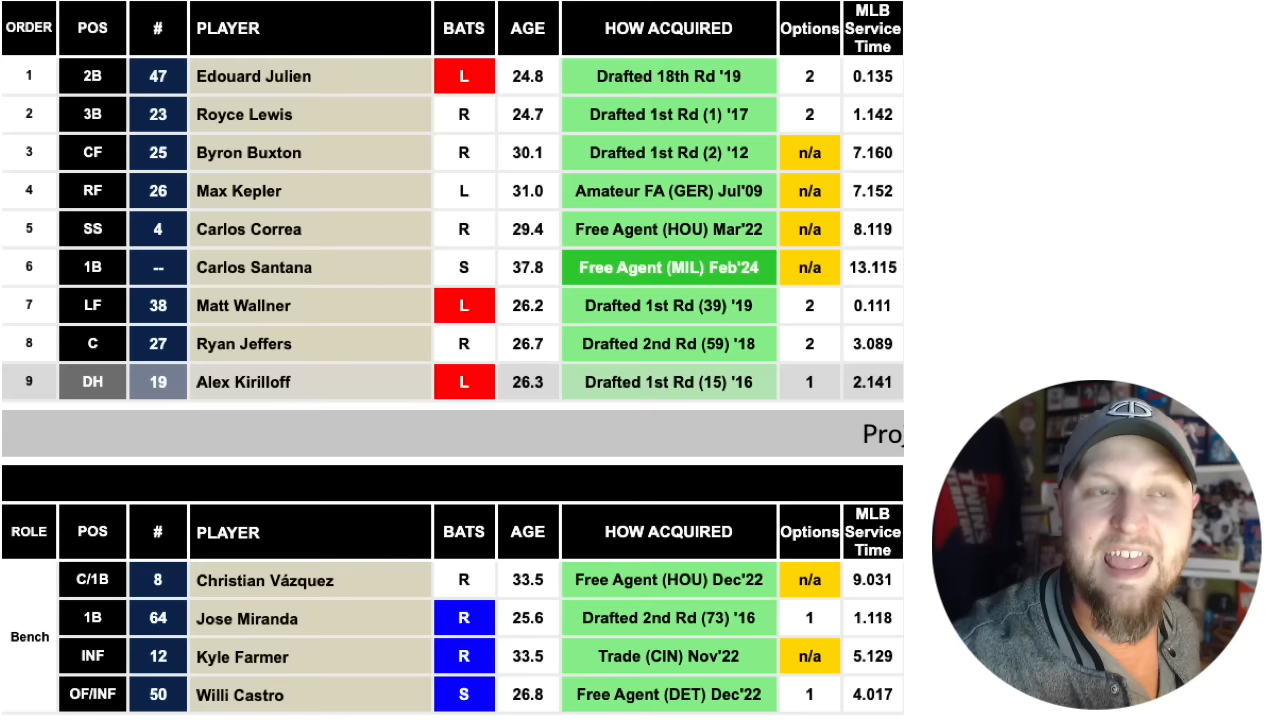 ORDER POS # PLAYER BATS AGE HOW ACQUIRED Options MLB Service Time
1 2B 47 Edouard Julien L 24.8 Drafted 18th Rd '19 2 0.135
2 3B 23 Royce Lewis R 24.7 Drafted 1st Rd (1) '17 2 1.142
3 CF 25 Byron Buxton R 30.1 Drafted 1st Rd (2) '12 n/a 7.160
4 RF 26 Max Kepler L 31.0 Amateur FA (GER) Jul'09 n/a 7.152
5 SS 4 Carlos Correa R 29.4 Free Agent (HOU) Mar'22 n/a 8.119
6 1B -- Carlos Santana S 37.8 Free Agent (MIL) Feb'24 n/a 13.115
7 LF 38 Matt Wallner L 26.2 Drafted 1st Rd (39) '19 2 0.111
8 C 27 Ryan Jeffers R 26.7 Drafted 2nd Rd (59) '18 2 3.089
9 DH 19 Alex Kirilloff L 26.3 Drafted 1st Rd (15) '16 1 2.141
ROLE POS # PLAYER BATS AGE HOW ACQUIRED Options MLB Service Time
C/1B 8 Christian Vázquez R 33.5 Free Agent (HOU) Dec'22 n/a 9.031
1B 64 Jose Miranda R 25.6 Drafted 2nd Rd (73) '16 1 1.118
Bench
INF 12 Kyle Farmer R 33.5 Trade (CIN) Nov'22 n/a 5.129
OF/INF 50 Willi Castro S 26.8 Free Agent (DET) Dec'22 1 4.017